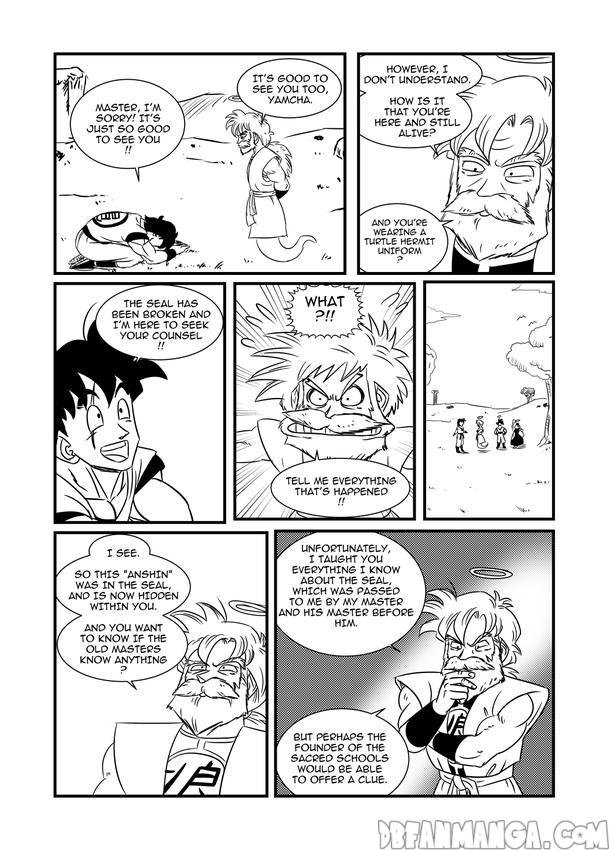 MASTER, I'M
SORRY! IT'S
JUST SO GOOD
TO SEE YOU
!!
IT'S GOOD TO
SEE YOU TOO,
YAMCHA.
HOWEVER, I
DON'T UNDERSTAND.
HOW IS IT
THAT YOU'RE
HERE AND STILL
ALIVE?
AND YOU'RE
WEARING A
TURTLE HERMIT
UNIFORM
?
THE SEAL HAS
BEEN BROKEN AND
I'M HERE TO SEEK
YOUR COUNSEL
WHAT
?!!
TELL ME EVERYTHING
THAT'S HAPPENED
!!
I SEE.
SO THIS "ANSHIN"
WAS IN THE SEAL,
AND IS NOW HIDDEN
WITHIN YOU.
AND YOU WANT
TO KNOW IF THE
OLD MASTERS
KNOW ANYTHING
?
UNFORTUNATELY,
I TAUGHT YOU
EVERYTHING I KNOW
ABOUT THE SEAL,
WHICH WAS PASSED
TO ME BY MY MASTER
AND HIS MASTER BEFORE
HIM.
BUT PERHAPS THE
FOUNDER OF THE
SACRED SCHOOLS
WOULD BE ABLE
TO OFFER A CLUE.
狼
DBFANMANGA.COM